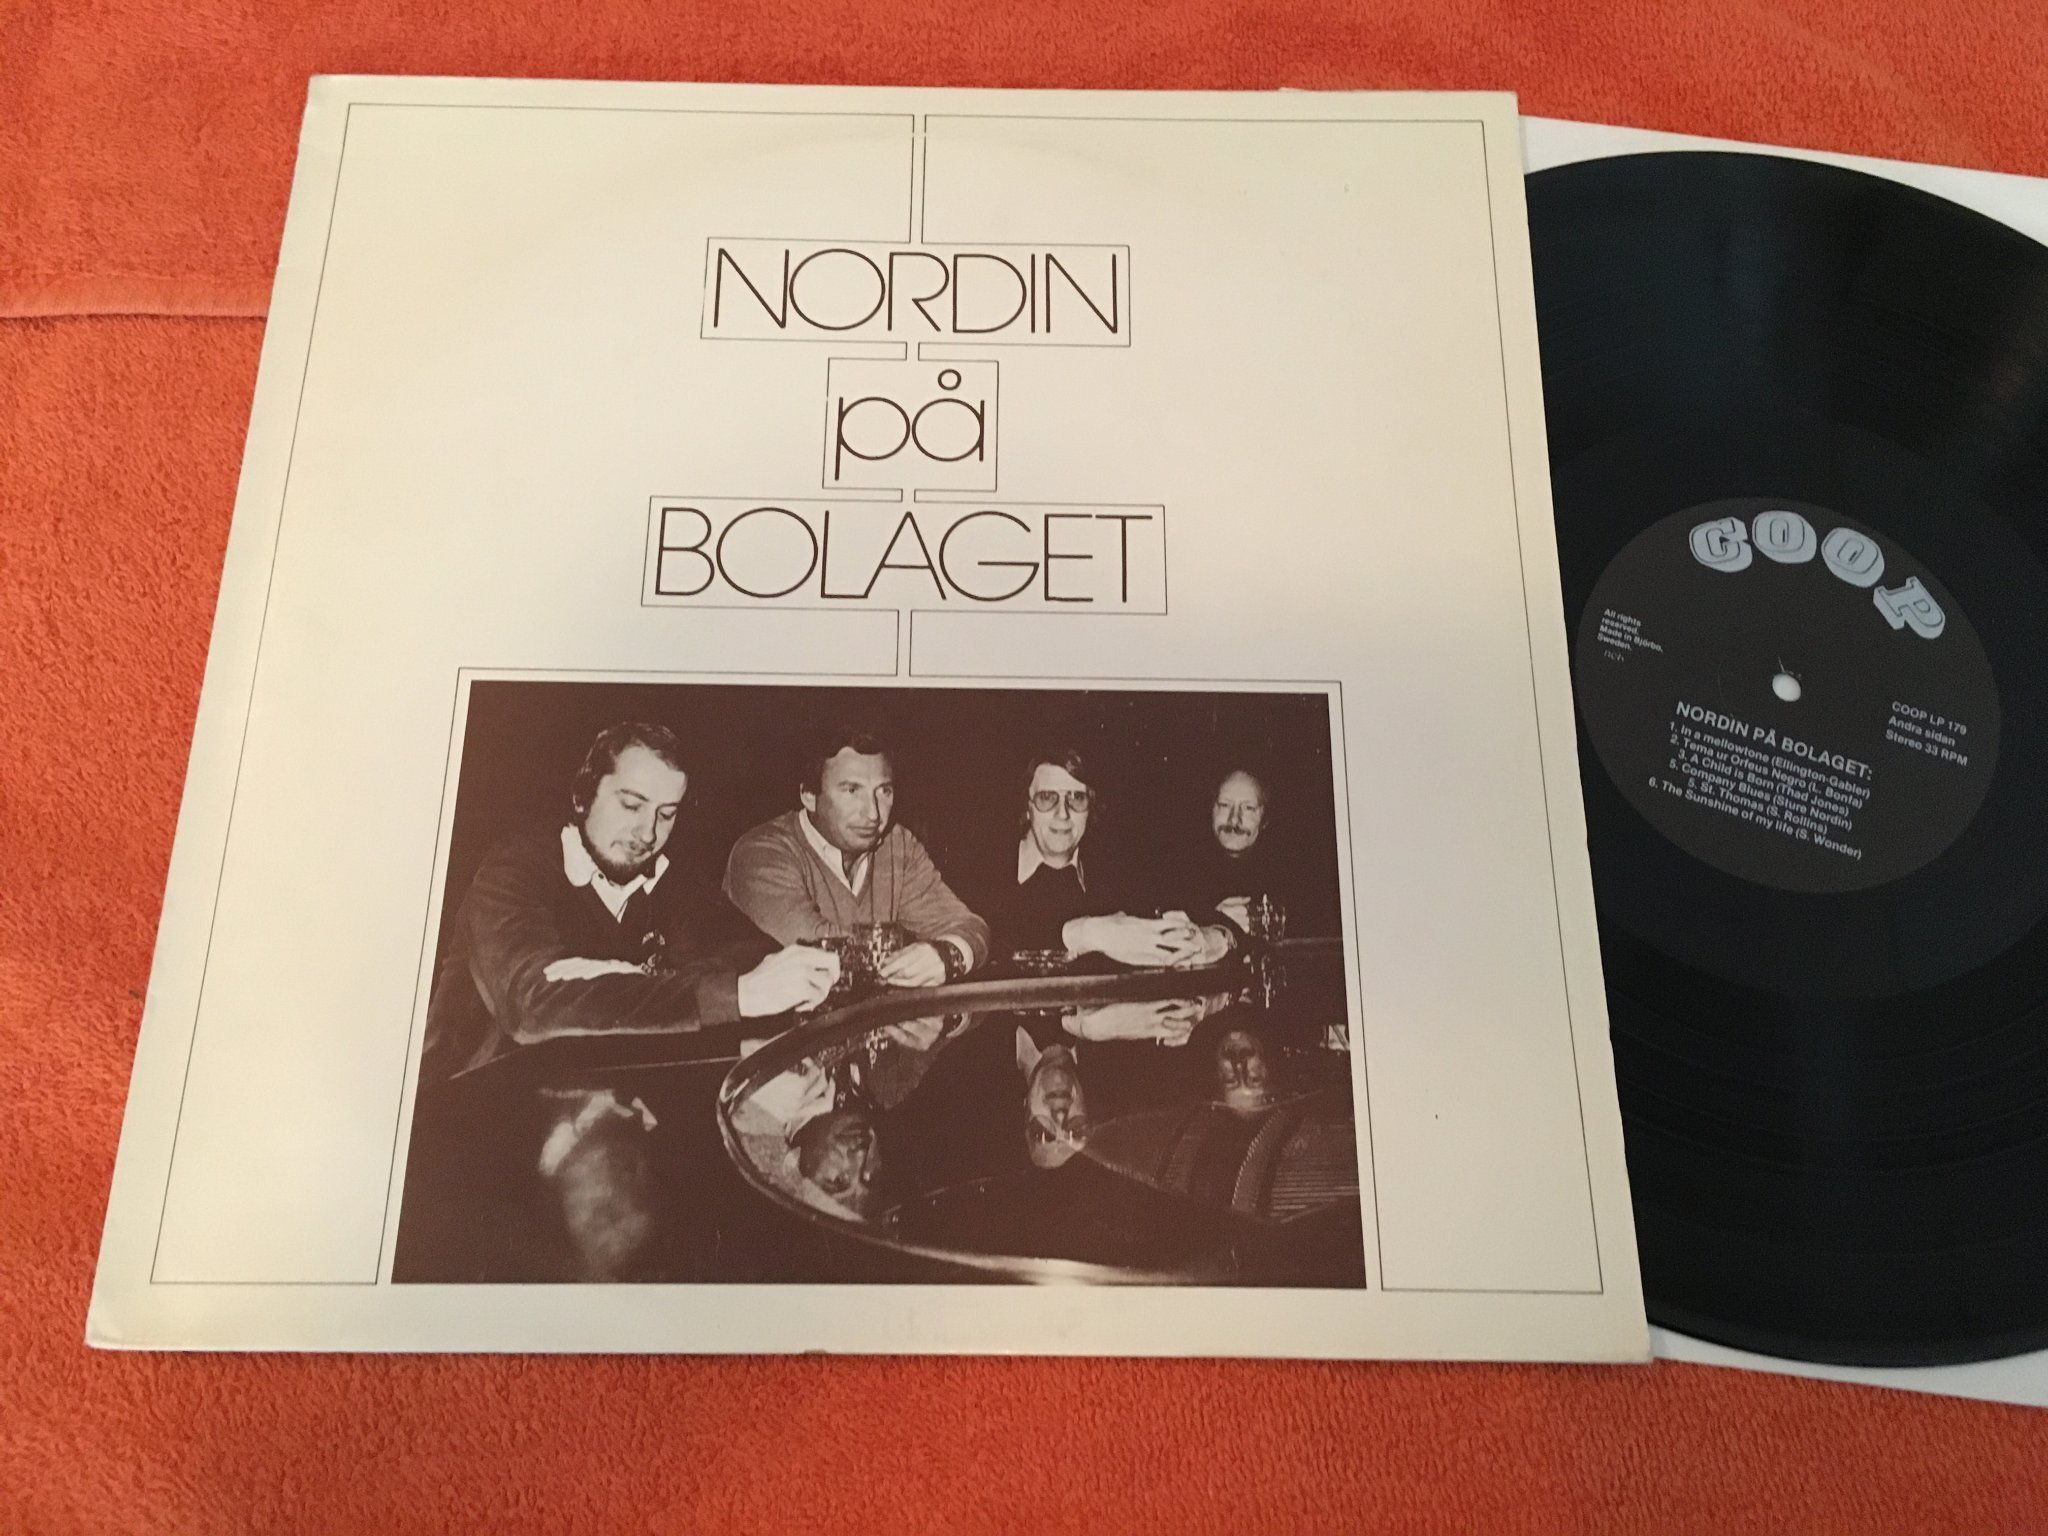 NORDIN
på
BOLAGET
COOP
All rights
reserved.
Made in Björbo,
Sweden.
ncb
COOP LP 179
Andra sidan
Stereo 33 RPM
NORDIN PÅ BOLAGET:
1. In a mellowtone (Ellington-Gabler)
2. Tema ur Orfeus Negro (L. Bonfa)
3. A Child is Born (Thad Jones)
5. Company Blues (Sture Nordin)
5. St. Thomas (S. Rollins)
6. The Sunshine of my life (S. Wonder)